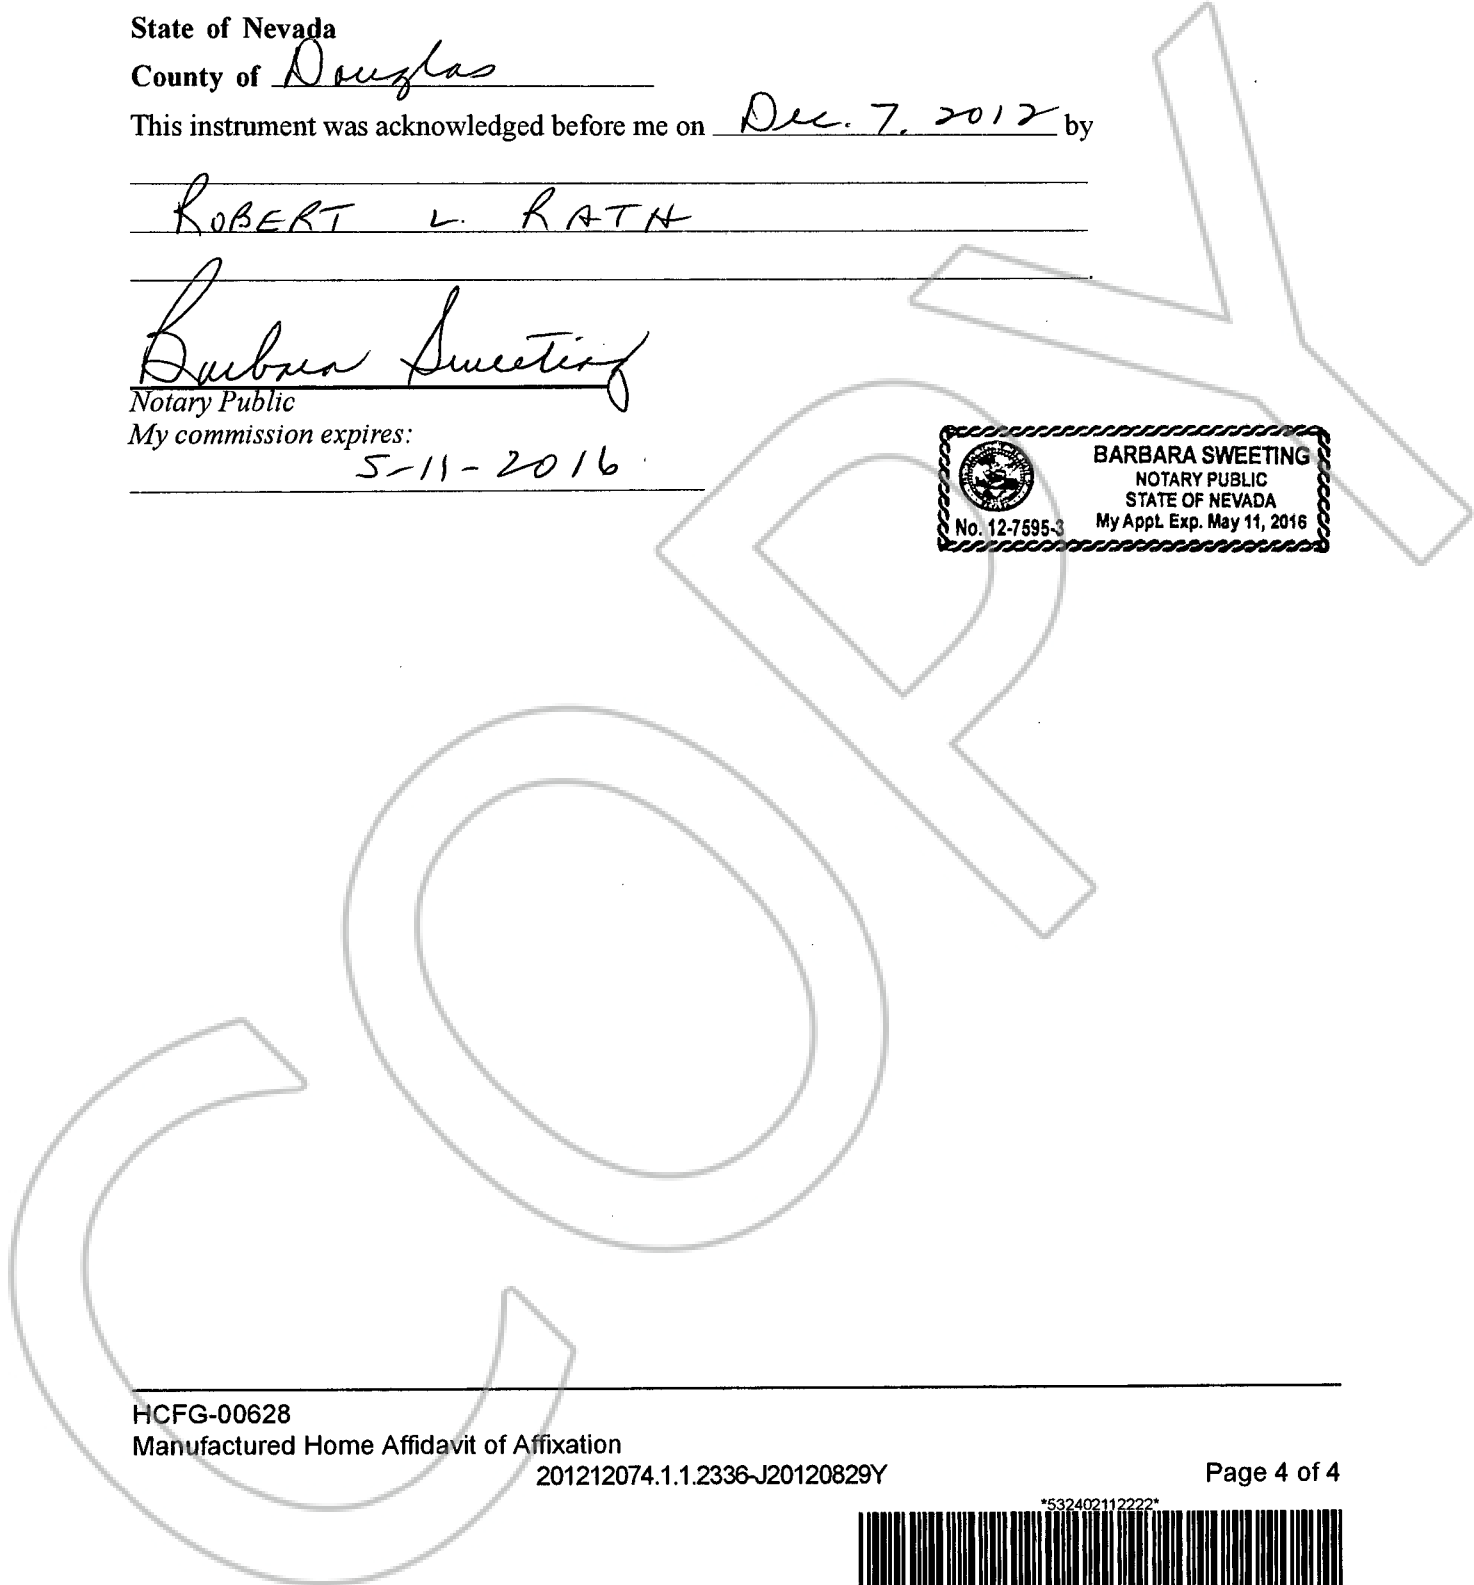 State of Nevada
County of Douglas
This instrument was acknowledged before me on Dec. 7, 2012 by
ROBERT L. RATH
Barbara Sweeting
Notary Public
My commission expires:
5-11-2016
BARBARA SWEETING
NOTARY PUBLIC
STATE OF NEVADA
No. 12-7595-3 My Appt. Exp. May 11, 2016
COPY
HCFG-00628
Manufactured Home Affidavit of Affixation
201212074.1.1.2336-J20120829Y Page 4 of 4
*532402112222*